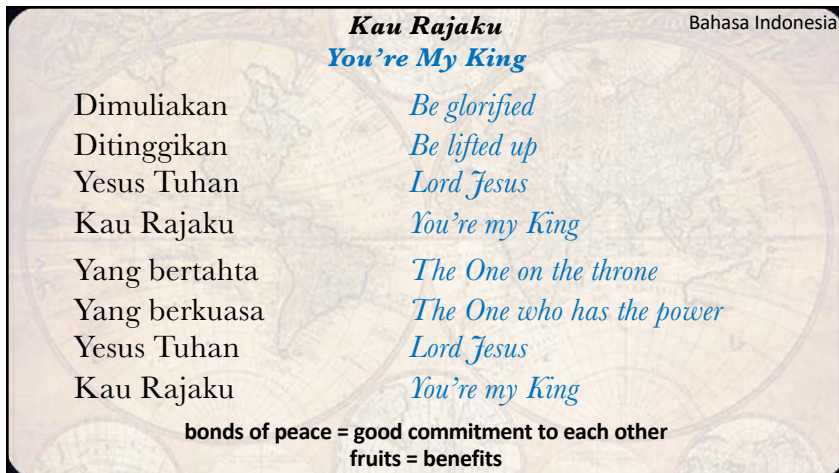 Kau Rajaku
Bahasa Indonesia
You’re My King
Dimuliakan Be glorified
Ditinggikan Be lifted up
Yesus Tuhan Lord Jesus
Kau Rajaku You’re my King
Yang bertahta The One on the throne
Yang berkuasa The One who has the power
Yesus Tuhan Lord Jesus
Kau Rajaku You’re my King
bonds of peace = good commitment to each other
fruits = benefits